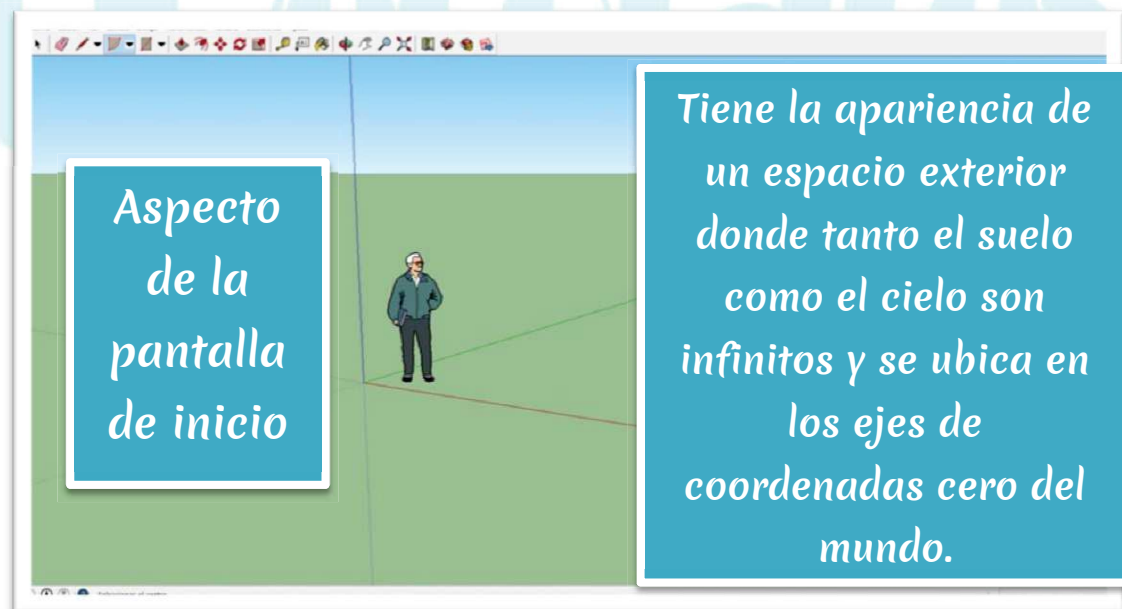 Aspecto
de la
pantalla
de inicio
Tiene la apariencia de
un espacio exterior
donde tanto el suelo
como el cielo son
infinitos y se ubica en
los ejes de
coordenadas cero del
mundo.